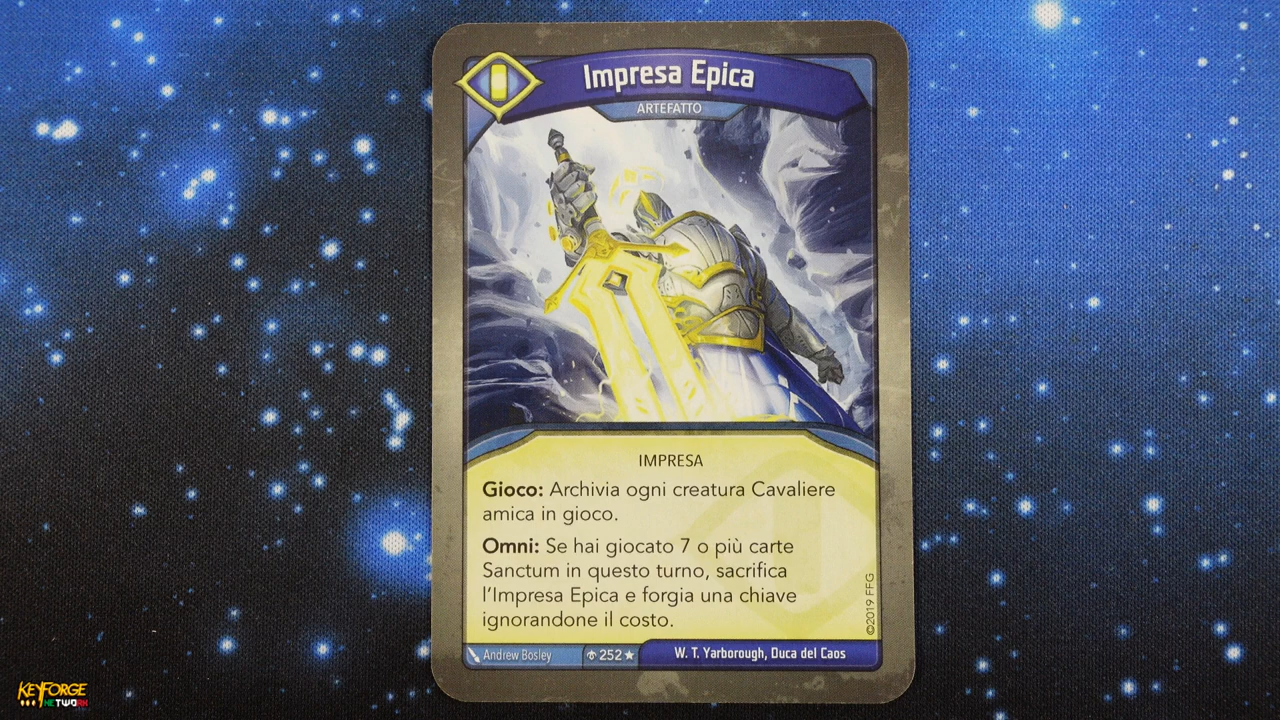 Impresa Epica
ARTEFATTO
IMPRESA
Gioco: Archivia ogni creatura Cavaliere
amica in gioco.
Omni: Se hai giocato 7 o più carte
Sanctum in questo turno, sacrifica
l'Impresa Epica e forgia una chiave
ignorandone il costo.
©2019 FFG
Andrew Bosley
252
W. T. Yarborough, Duca del Caos
KEYFORGE
NETWORK